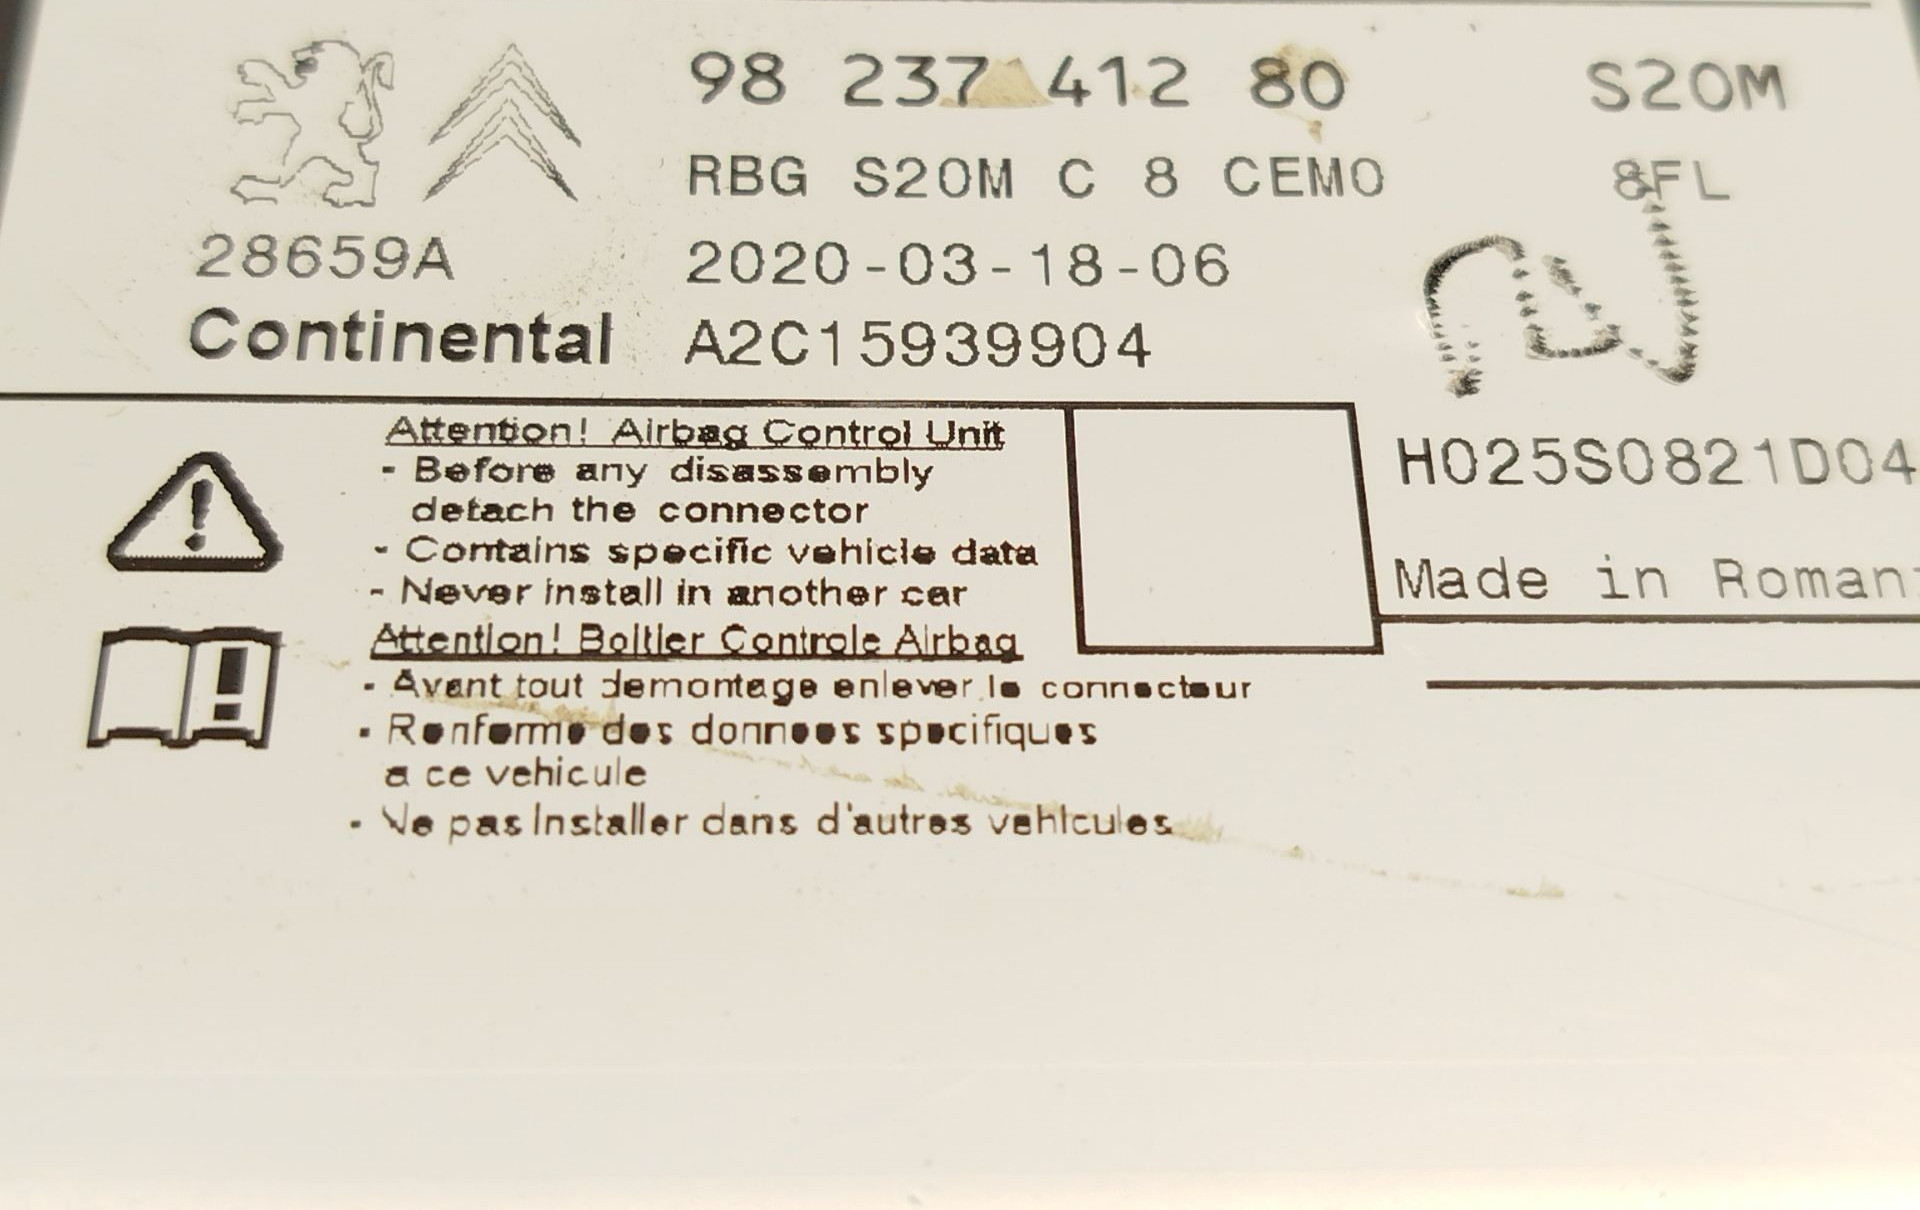 98 237 412 80 S20M
RBG S20M C 8 CEMO 8FL
28659A 2020-03-18-06
Continental A2C15939904
Attention! Airbag Control Unit
- Before any disassembly
detach the connector
- Contains specific vehicle data
- Never install in another car
H025S0821D04
Made in Romani
Attention! Boitier Controle Airbag
- Avant tout demontage enlever le connecteur
- Renferme des donnees specifiques
a ce vehicule
- Ne pas installer dans d'autres vehicules